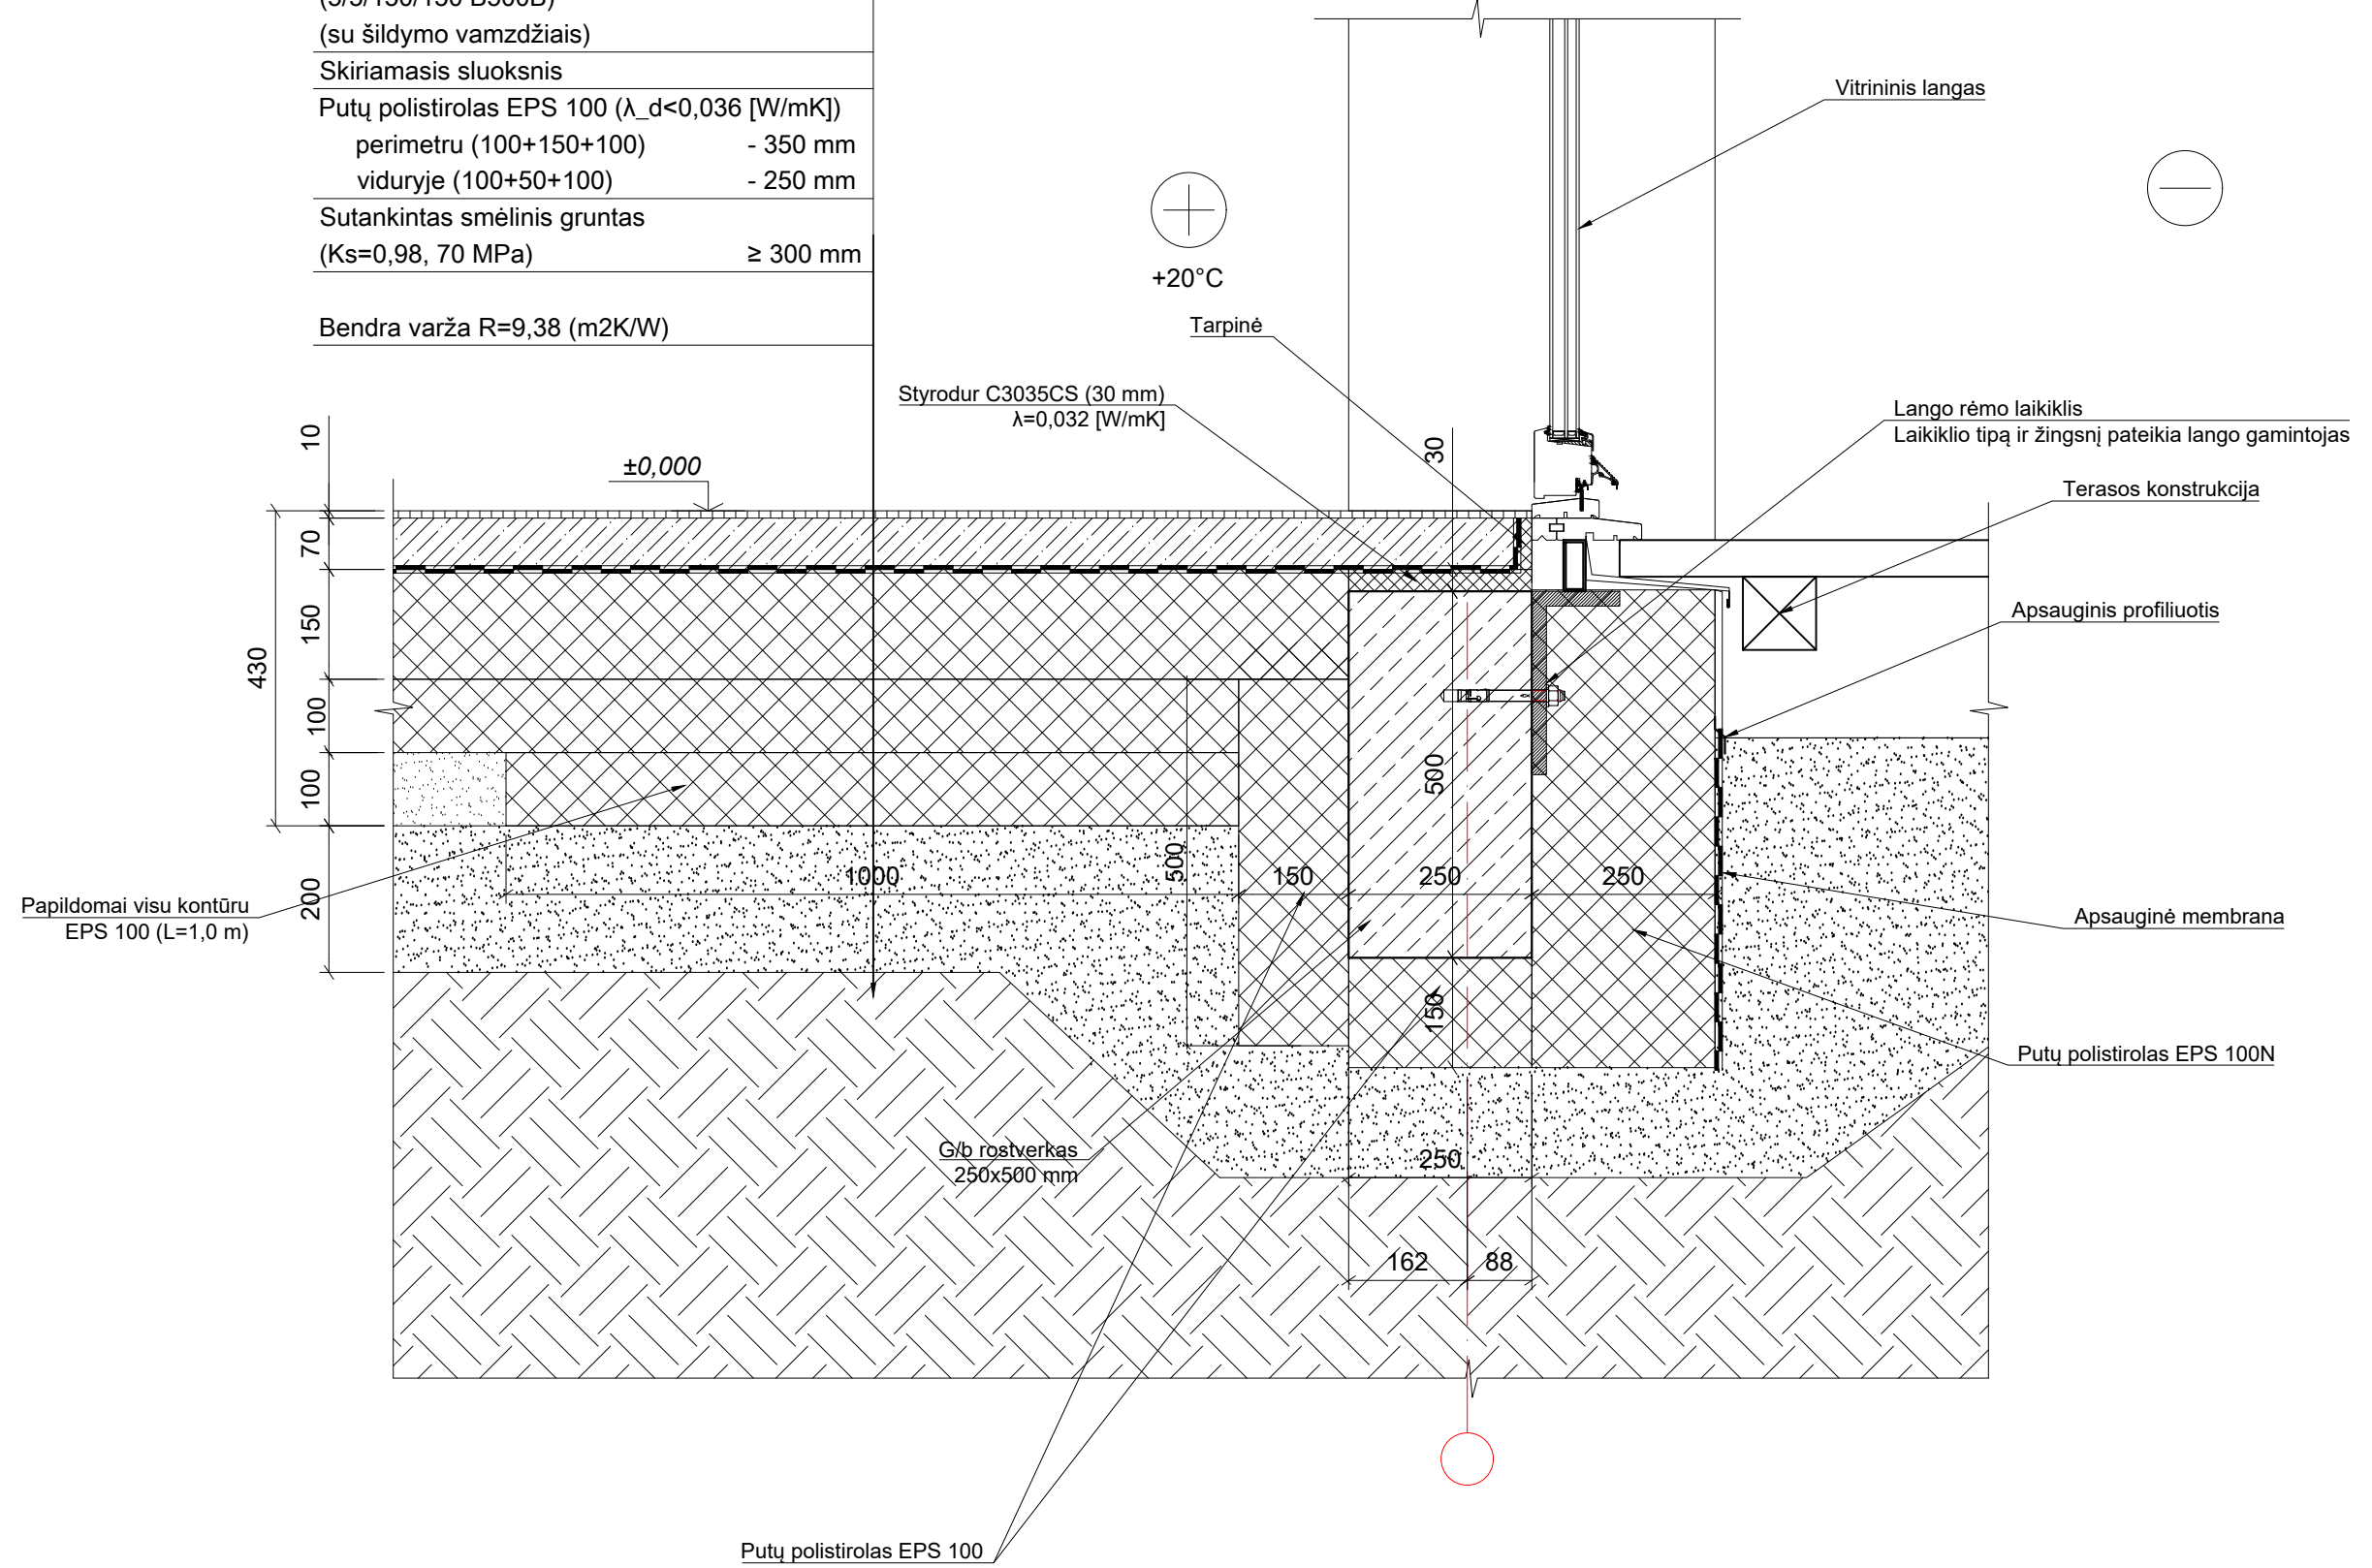 (su šildymo vamzdžiais)
Skiriamasis sluoksnis
Putų polistirolas EPS 100 (λ_d<0,036 [W/mK])
perimetru (100+150+100) - 350 mm
viduryje (100+50+100) - 250 mm
Sutankintas smėlinis gruntas
(Ks=0,98, 70 MPa) ≥ 300 mm
Bendra varža R=9,38 (m2K/W)
+20°C
Vitrininis langas
Tarpinė
Styrodur C3035CS (30 mm)
λ=0,032 [W/mK]
Lango rėmo laikiklis
Laikiklio tipą ir žingsnį pateikia lango gamintojas
Terasos konstrukcija
Apsauginis profiliuotis
±0,000
10
70
150
430
100
100
200
30
500
500
1000
150
250
250
150
Papildomai visu kontūru
EPS 100 (L=1,0 m)
Apsauginė membrana
Putų polistirolas EPS 100N
G/b rostverkas
250x500 mm
250
162
88
Putų polistirolas EPS 100